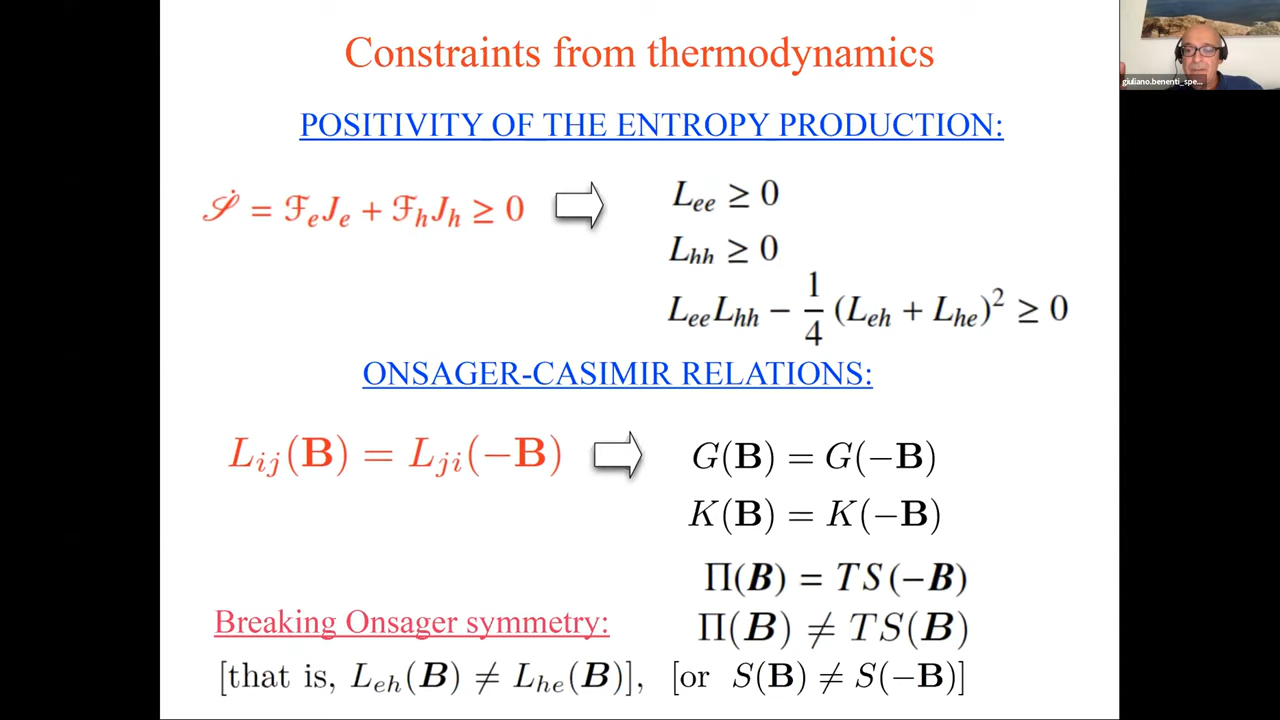 Constraints from thermodynamics
giuliano.benenti_spe...
POSITIVITY OF THE ENTROPY PRODUCTION:
𝒮̇ = ℱ_e J_e + ℱ_h J_h ≥ 0
L_ee ≥ 0
L_hh ≥ 0
L_ee L_hh − 1/4 (L_eh + L_he)² ≥ 0
ONSAGER-CASIMIR RELATIONS:
L_ij(B) = L_ji(−B)
G(B) = G(−B)
K(B) = K(−B)
Π(B) = TS(−B)
Breaking Onsager symmetry:
Π(B) ≠ TS(B)
[that is, L_eh(B) ≠ L_he(B)], [or S(B) ≠ S(−B)]